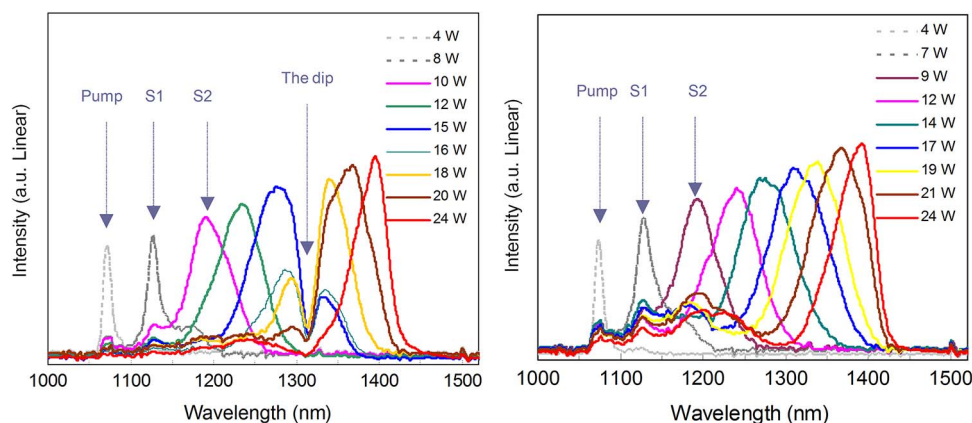 Intensity (a.u. Linear)
Pump
S1
S2
The dip
4 W
8 W
10 W
12 W
15 W
16 W
18 W
20 W
24 W
1000
1100
1200
1300
1400
1500
Wavelength (nm)
Intensity (a.u. Linear)
Pump
S1
S2
4 W
7 W
9 W
12 W
14 W
17 W
19 W
21 W
24 W
1000
1100
1200
1300
1400
1500
Wavelength (nm)